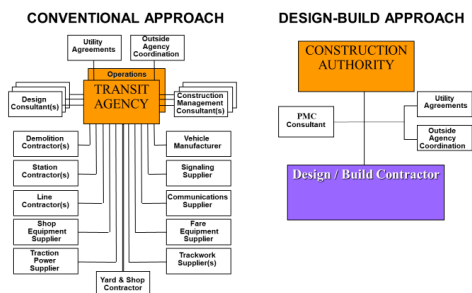 CONVENTIONAL APPROACH
Utility
Agreements
Outside
Agency
Coordination
Operations
TRANSIT
AGENCY
Design
Consultant(s)
Construction
Management
Consultant(s)
Demolition
Contractor(s)
Station
Contractor(s)
Line
Contractor(s)
Shop
Equipment
Supplier
Traction
Power
Supplier
Vehicle
Manufacturer
Signaling
Supplier
Communications
Supplier
Fare
Equipment
Supplier
Trackwork
Supplier(s)
Yard & Shop
Contractor
DESIGN-BUILD APPROACH
CONSTRUCTION
AUTHORITY
PMC
Consultant
Utility
Agreements
Outside
Agency
Coordination
Design / Build Contractor